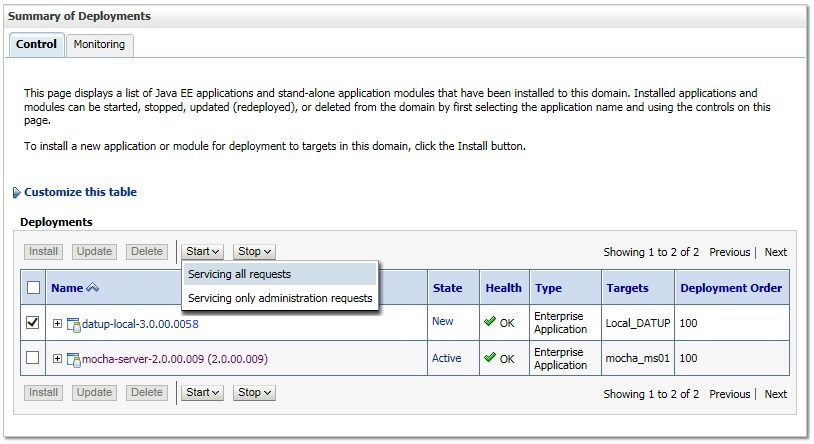 Summary of Deployments
Control Monitoring
This page displays a list of Java EE applications and stand-alone application modules that have been installed to this domain. Installed applications and
modules can be started, stopped, updated (redeployed), or deleted from the domain by first selecting the application name and using the controls on this
page.
To install a new application or module for deployment to targets in this domain, click the Install button.
Customize this table
Deployments
Install Update Delete Start Stop Showing 1 to 2 of 2 Previous | Next
Servicing all requests
Servicing only administration requests
Name State Health Type Targets Deployment Order
datup-local-3.0.00.0058 New OK Enterprise Application Local_DATUP 100
mocha-server-2.0.00.009 (2.0.00.009) Active OK Enterprise Application mocha_ms01 100
Install Update Delete Start Stop Showing 1 to 2 of 2 Previous | Next